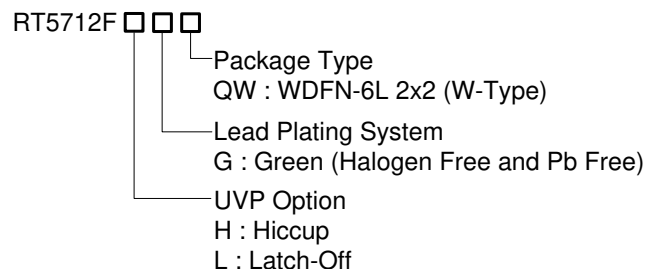 RT5712F
Package Type
QW : WDFN-6L 2x2 (W-Type)
Lead Plating System
G : Green (Halogen Free and Pb Free)
UVP Option
H : Hiccup
L : Latch-Off